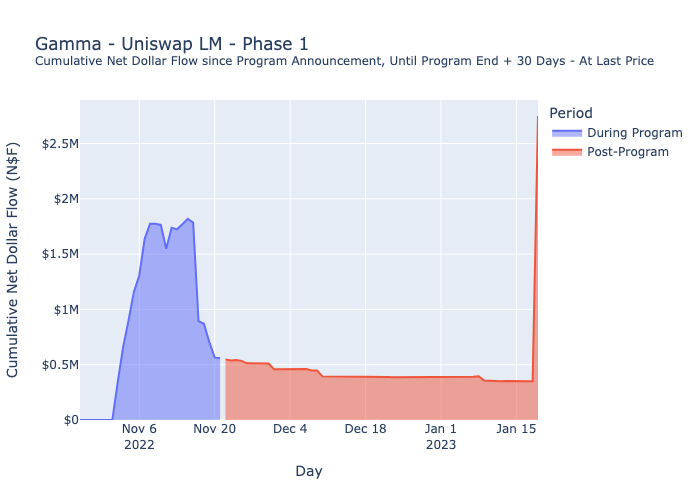 Gamma - Uniswap LM - Phase 1
Cumulative Net Dollar Flow since Program Announcement, Until Program End + 30 Days - At Last Price
Period
During Program
Post-Program
Cumulative Net Dollar Flow (N$F)
$2.5M
$2M
$1.5M
$1M
$0.5M
$0
Nov 6
2022
Nov 20
Dec 4
Dec 18
Jan 1
2023
Jan 15
Day